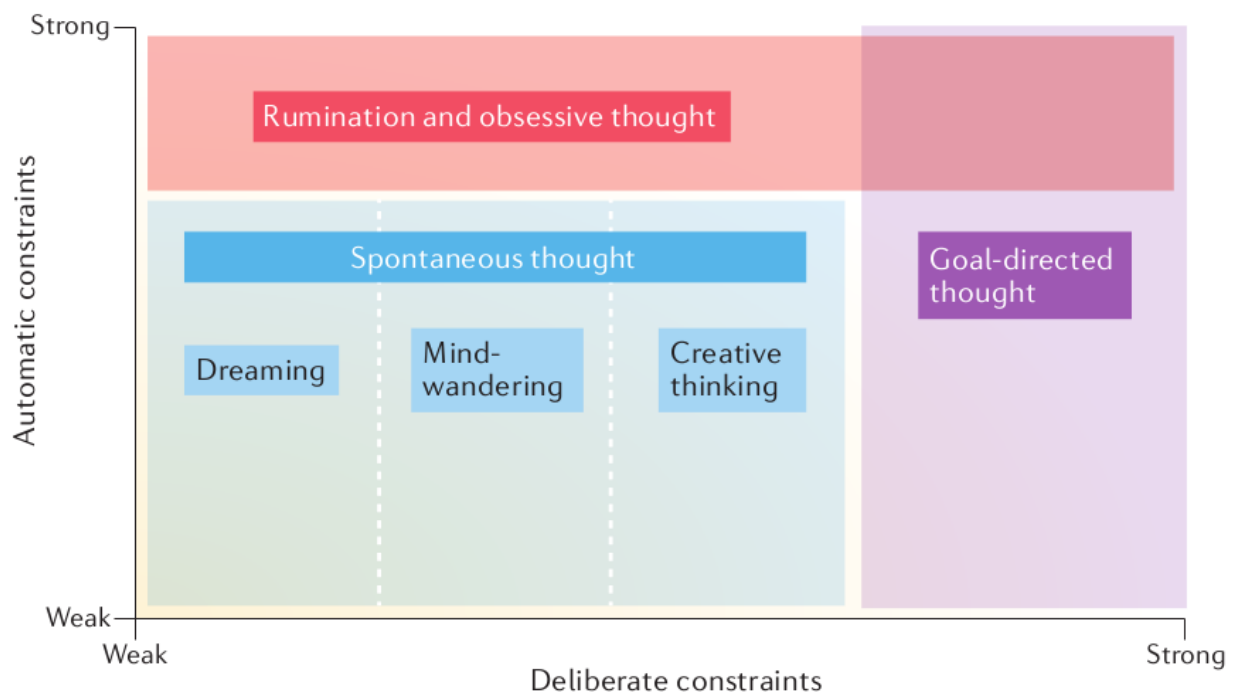 Strong
Rumination and obsessive thought
Automatic constraints
Spontaneous thought
Goal-directed
thought
Dreaming
Mind-
wandering
Creative
thinking
Weak
Weak
Strong
Deliberate constraints